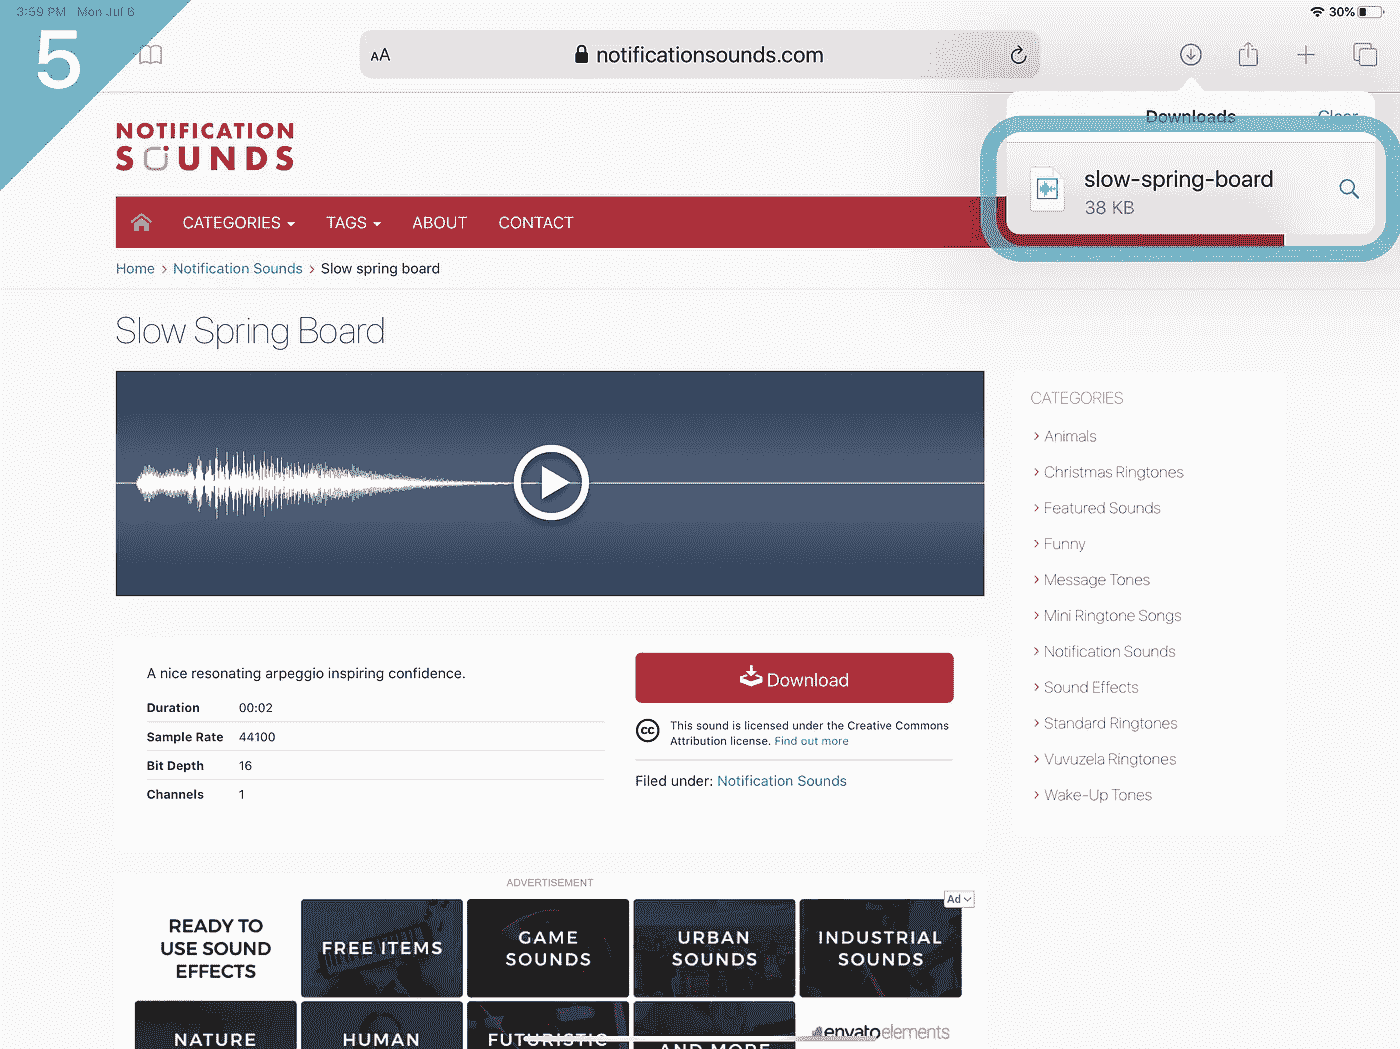 3:59 PM Mon Jul 6
30%
5
AA
notificationsounds.com
Downloads
Clear
slow-spring-board
38 KB
NOTIFICATION
SOUNDS
CATEGORIES
TAGS
ABOUT
CONTACT
Home > Notification Sounds > Slow spring board
Slow Spring Board
CATEGORIES
> Animals
> Christmas Ringtones
> Featured Sounds
> Funny
> Message Tones
> Mini Ringtone Songs
> Notification Sounds
> Sound Effects
> Standard Ringtones
> Vuvuzela Ringtones
> Wake-Up Tones
A nice resonating arpeggio inspiring confidence.
Duration 00:02
Sample Rate 44100
Bit Depth 16
Channels 1
Download
cc
This sound is licensed under the Creative Commons
Attribution license. Find out more
Filed under: Notification Sounds
ADVERTISEMENT
Ad
READY TO
USE SOUND
EFFECTS
FREE ITEMS
GAME
SOUNDS
URBAN
SOUNDS
INDUSTRIAL
SOUNDS
NATURE
HUMAN
FUTURISTIC
AND MORE
envatoelements